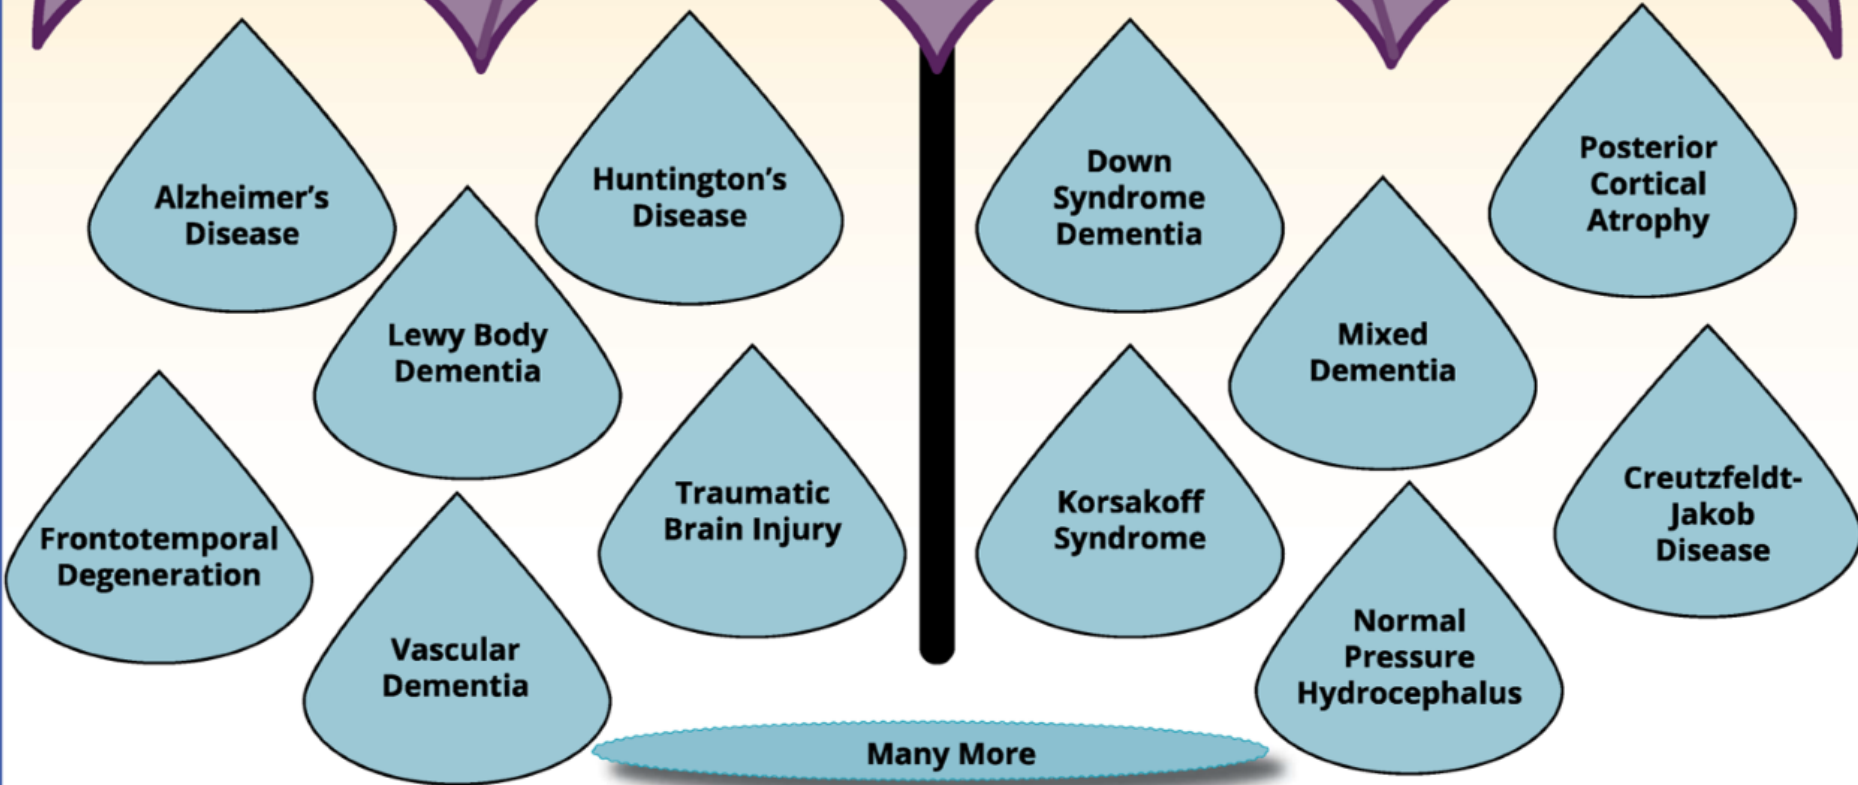 Alzheimer's
Disease
Huntington's
Disease
Down
Syndrome
Dementia
Posterior
Cortical
Atrophy
Lewy Body
Dementia
Mixed
Dementia
Frontotemporal
Degeneration
Traumatic
Brain Injury
Korsakoff
Syndrome
Creutzfeldt-
Jakob
Disease
Vascular
Dementia
Normal
Pressure
Hydrocephalus
Many More